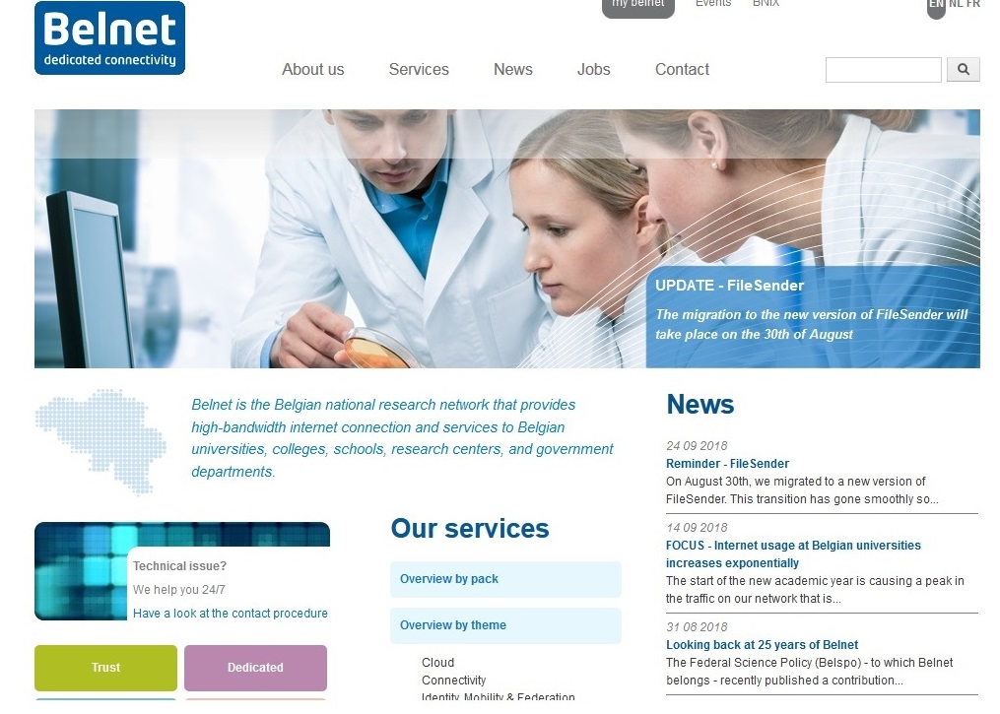 Belnet
dedicated connectivity
my belnet
Events
BNIX
EN NL FR
About us
Services
News
Jobs
Contact
UPDATE - FileSender
The migration to the new version of FileSender will
take place on the 30th of August
Belnet is the Belgian national research network that provides
high-bandwidth internet connection and services to Belgian
universities, colleges, schools, research centers, and government
departments.
Technical issue?
We help you 24/7
Have a look at the contact procedure
Trust
Dedicated
Our services
Overview by pack
Overview by theme
Cloud
Connectivity
Identity, Mobility & Federation
News
24 09 2018
Reminder - FileSender
On August 30th, we migrated to a new version of
FileSender. This transition has gone smoothly so...
14 09 2018
FOCUS - Internet usage at Belgian universities
increases exponentially
The start of the new academic year is causing a peak in
the traffic on our network that is...
31 08 2018
Looking back at 25 years of Belnet
The Federal Science Policy (Belspo) - to which Belnet
belongs - recently published a contribution...